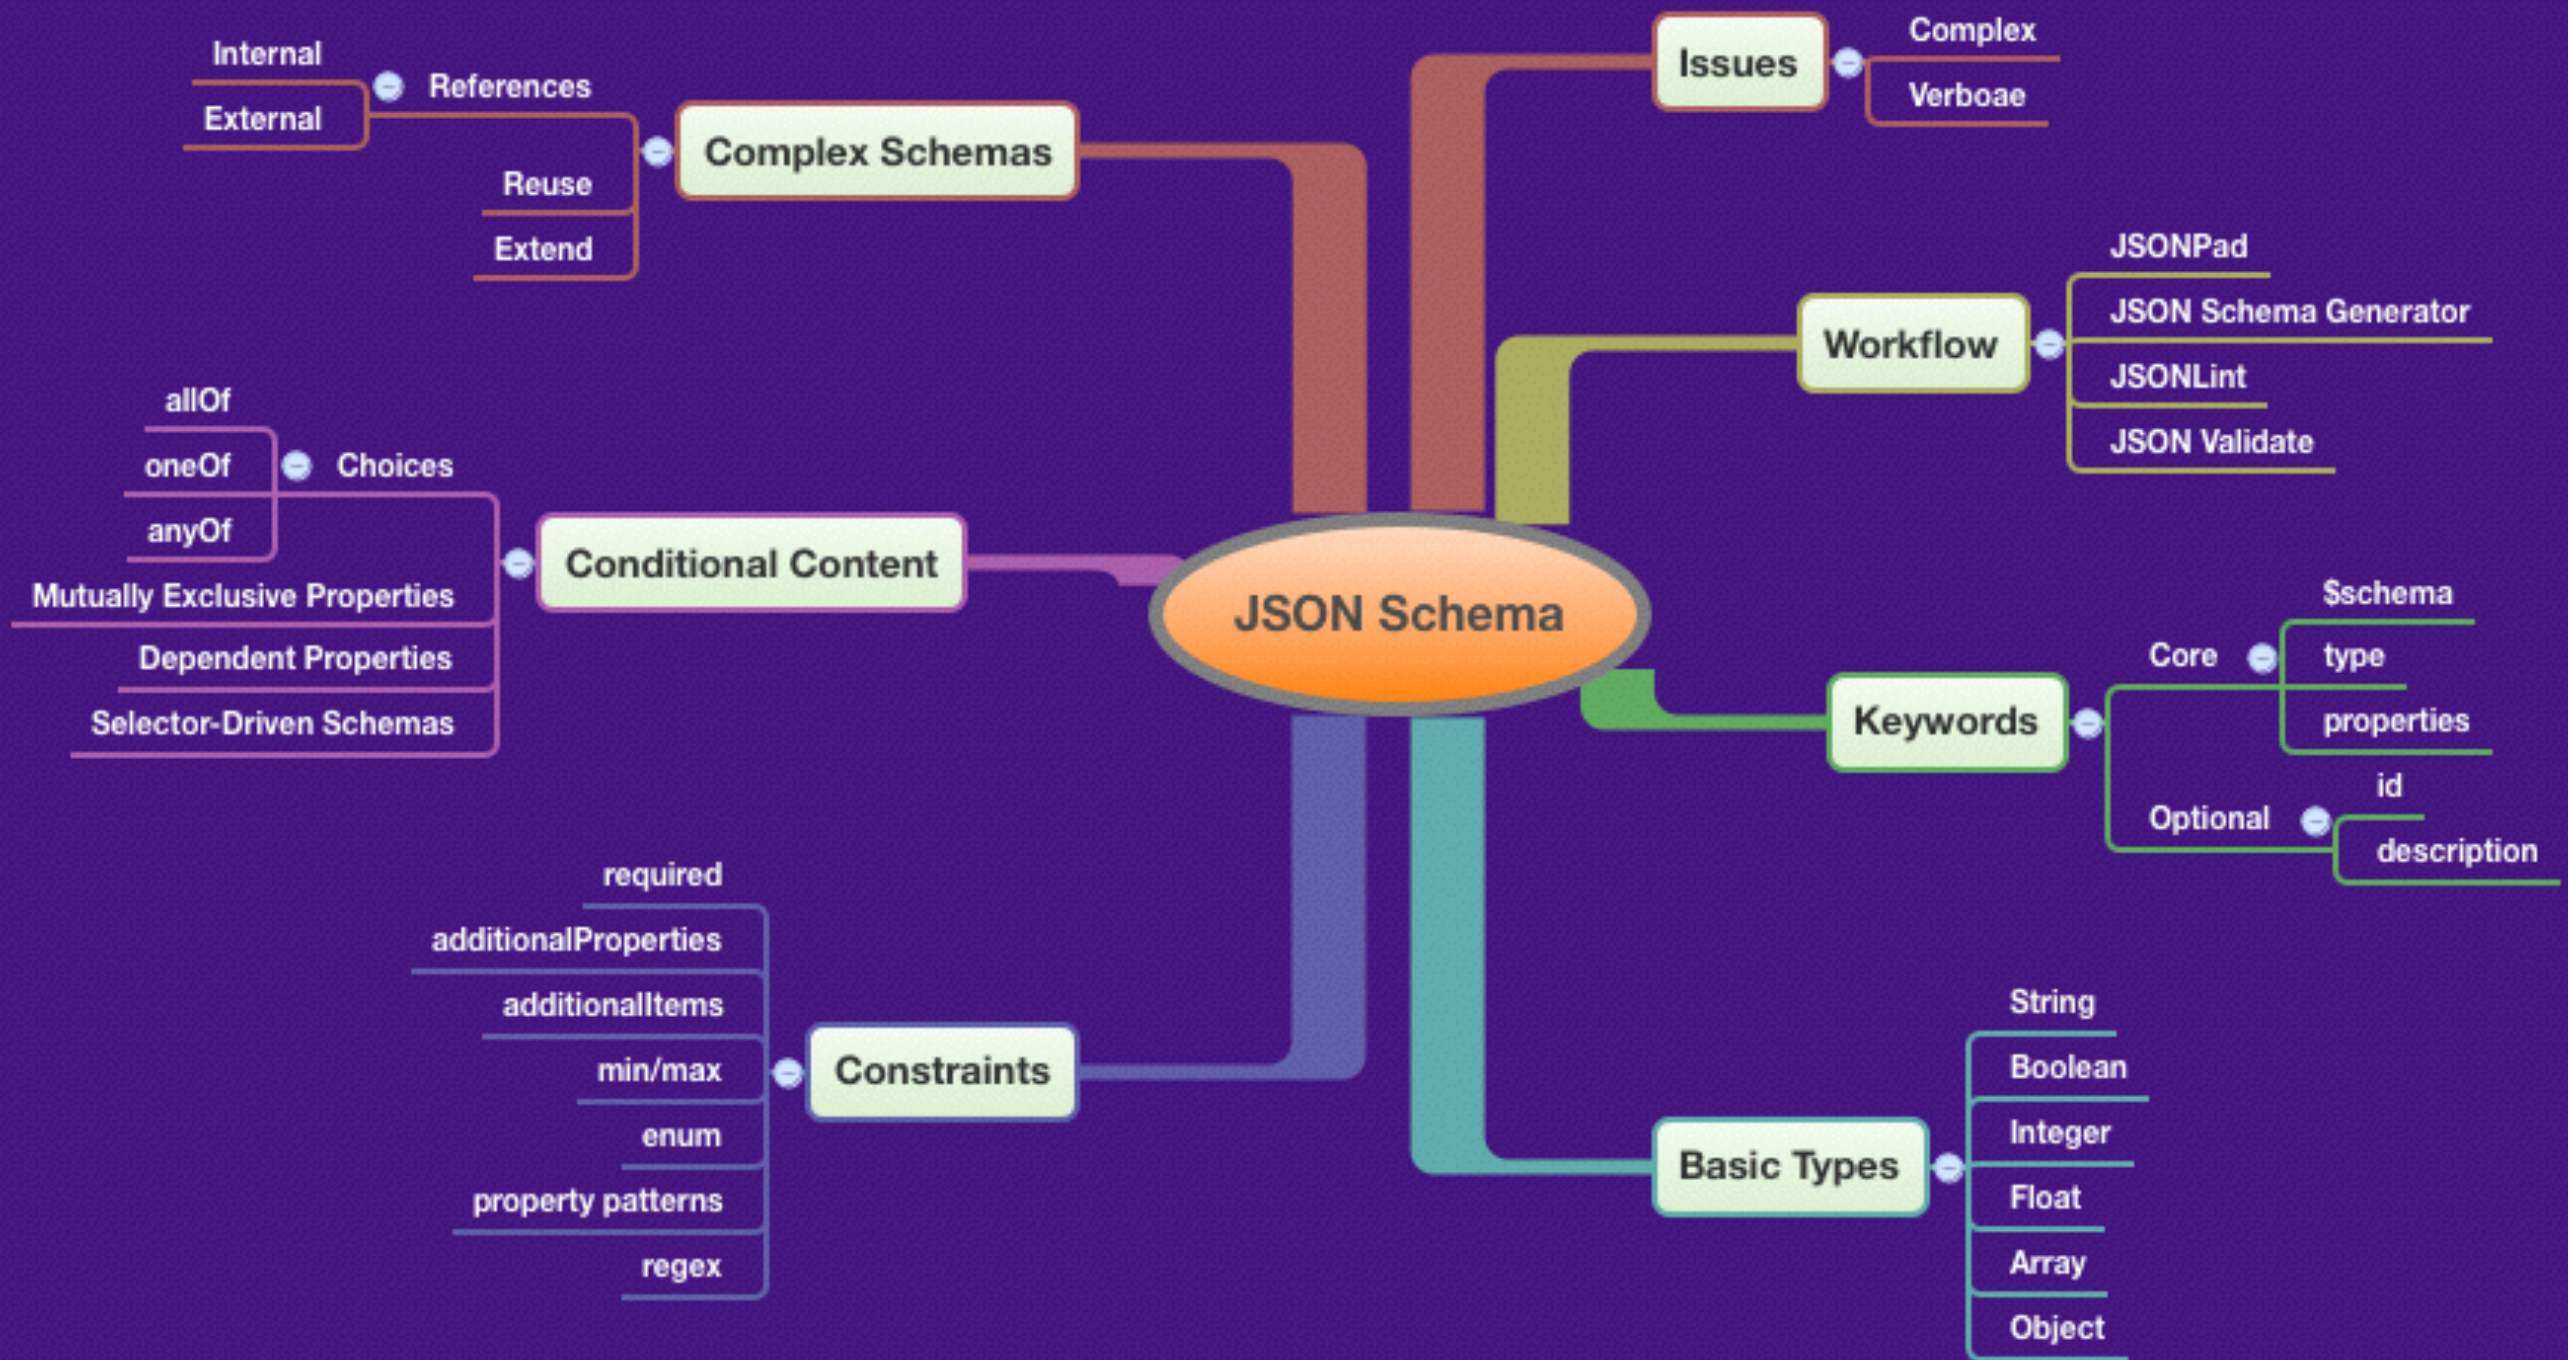 JSON Schema
Issues
Complex
Verboae
Workflow
JSONPad
JSON Schema Generator
JSONLint
JSON Validate
Keywords
Core
$schema
type
properties
Optional
id
description
Basic Types
String
Boolean
Integer
Float
Array
Object
Constraints
required
additionalProperties
additionalItems
min/max
enum
property patterns
regex
Conditional Content
Choices
allOf
oneOf
anyOf
Mutually Exclusive Properties
Dependent Properties
Selector-Driven Schemas
Complex Schemas
References
Internal
External
Reuse
Extend